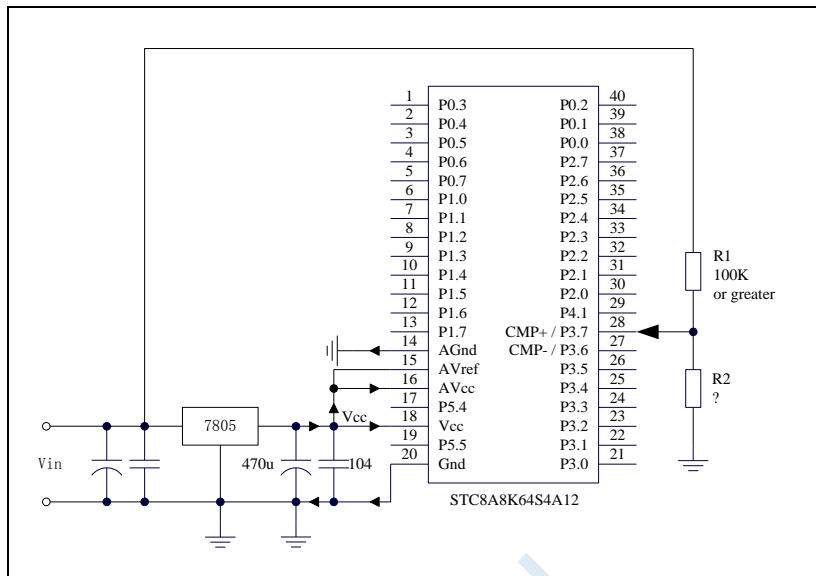 1 P0.3 P0.2 40
2 P0.4 P0.1 39
3 P0.5 P0.0 38
4 P0.6 P2.7 37
5 P0.7 P2.6 36
6 P1.0 P2.5 35
7 P1.1 P2.4 34
8 P1.2 P2.3 33
9 P1.3 P2.2 32
10 P1.4 P2.1 31
11 P1.5 P2.0 30
12 P1.6 P4.1 29
13 P1.7 CMP+ / P3.7 28
14 AGnd CMP- / P3.6 27
15 AVref P3.5 26
16 AVcc P3.4 25
17 P5.4 P3.3 24
18 Vcc P3.2 23
19 P5.5 P3.1 22
20 Gnd P3.0 21
STC8A8K64S4A12
R1
100K
or greater
R2
?
Vcc
7805
Vin
470u
104